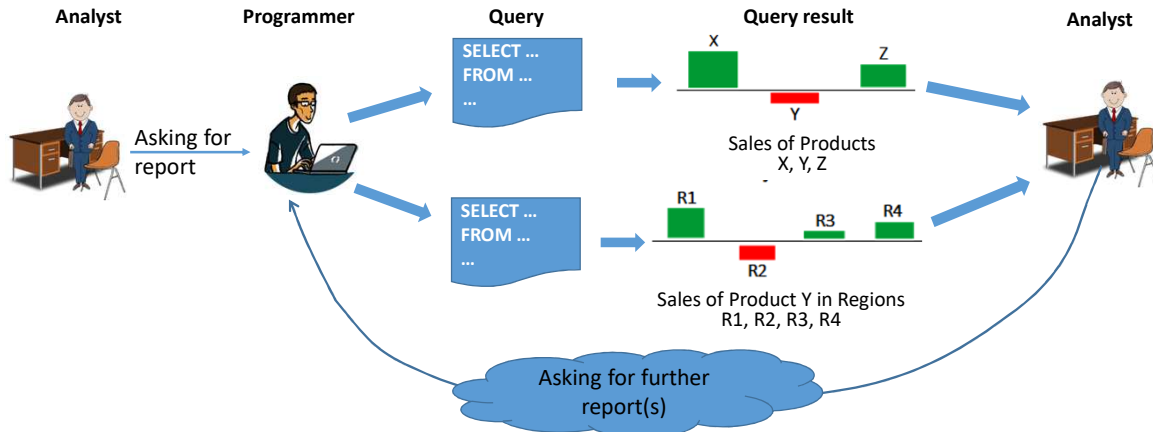 Analyst
Programmer
Query
Query result
Analyst
Asking for
report
SELECT ...
FROM ...
...
X
Y
Z
Sales of Products
X, Y, Z
SELECT ...
FROM ...
...
R1
R2
R3
R4
Sales of Product Y in Regions
R1, R2, R3, R4
Asking for further
report(s)